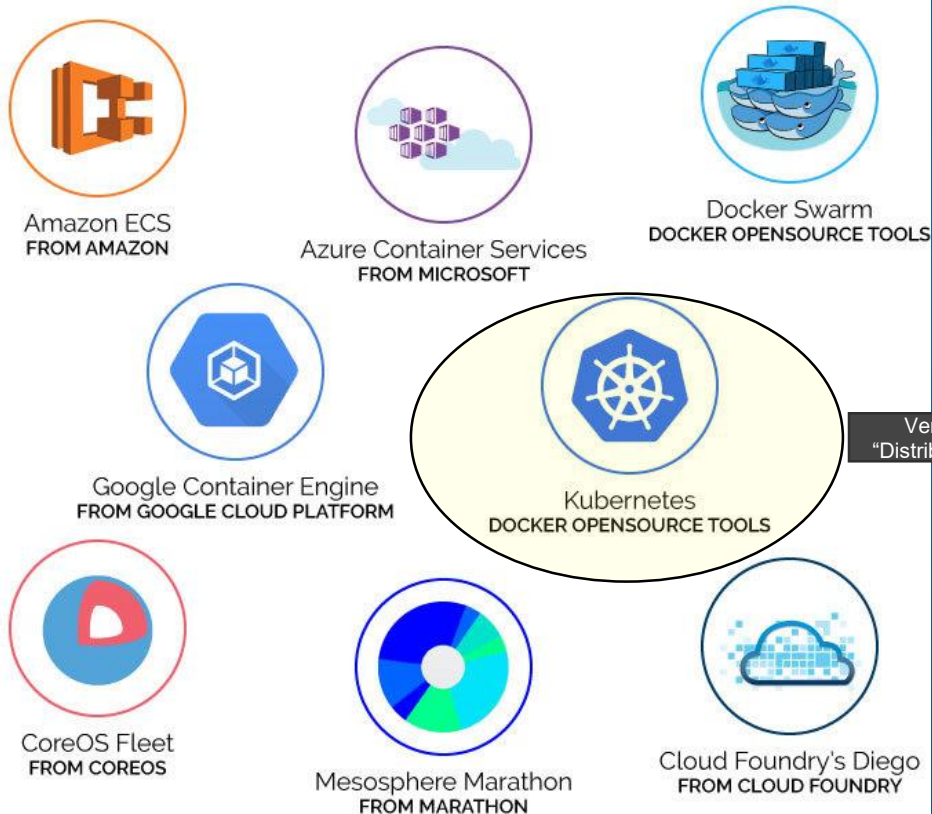 Amazon ECS
FROM AMAZON
Azure Container Services
FROM MICROSOFT
Docker Swarm
DOCKER OPENSOURCE TOOLS
Google Container Engine
FROM GOOGLE CLOUD PLATFORM
Kubernetes
DOCKER OPENSOURCE TOOLS
CoreOS Fleet
FROM COREOS
Mesosphere Marathon
FROM MARATHON
Cloud Foundry's Diego
FROM CLOUD FOUNDRY